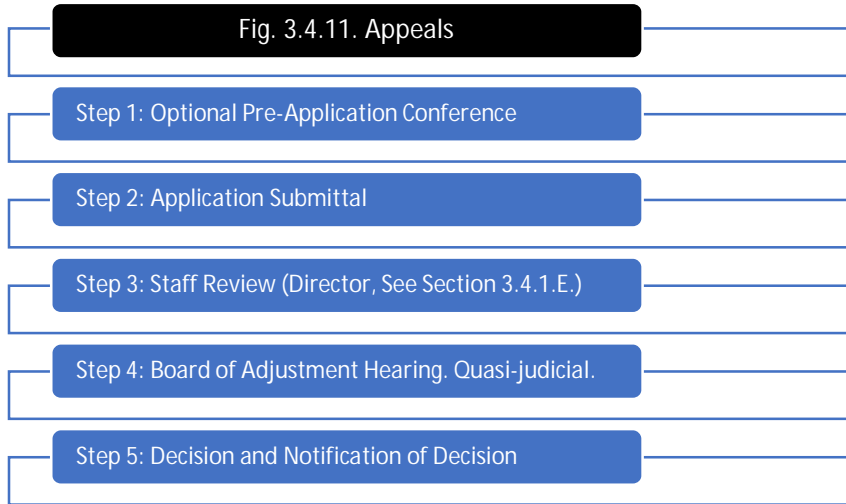 Fig. 3.4.11. Appeals
Step 1: Optional Pre-Application Conference
Step 2: Application Submittal
Step 3: Staff Review (Director, See Section 3.4.1.E.)
Step 4: Board of Adjustment Hearing. Quasi-judicial.
Step 5: Decision and Notification of Decision